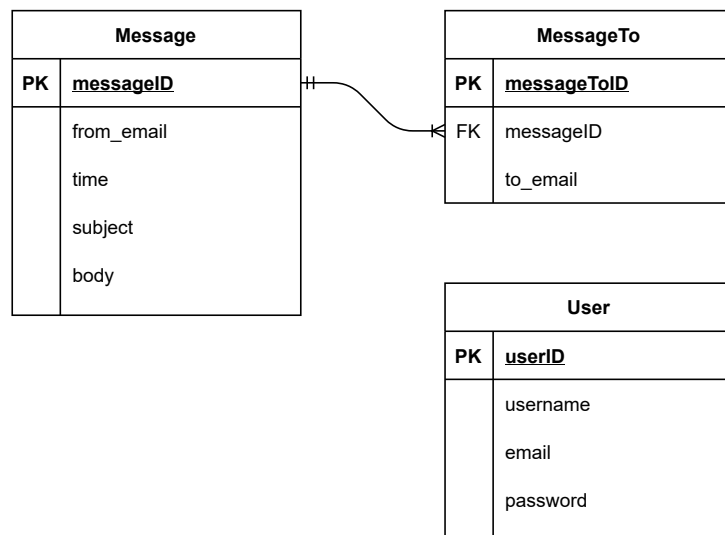 Message
PK messageID
from_email
time
subject
body
MessageTo
PK messageToID
FK messageID
to_email
User
PK userID
username
email
password